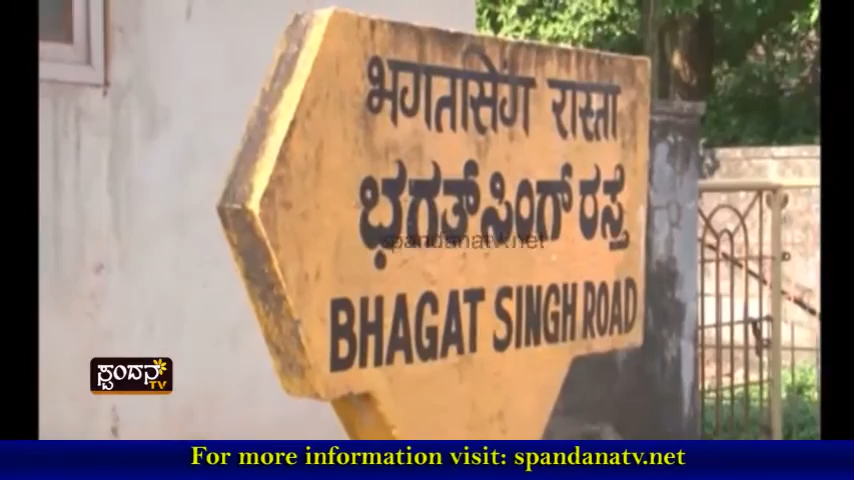 भगतसिंग रास्ता
ಭಗತ್‌ಸಿಂಗ್ ರಸ್ತೆ
spandanatv.net
BHAGAT SINGH ROAD
ಸ್ಪಂದನ
TV
For more information visit: spandanatv.net